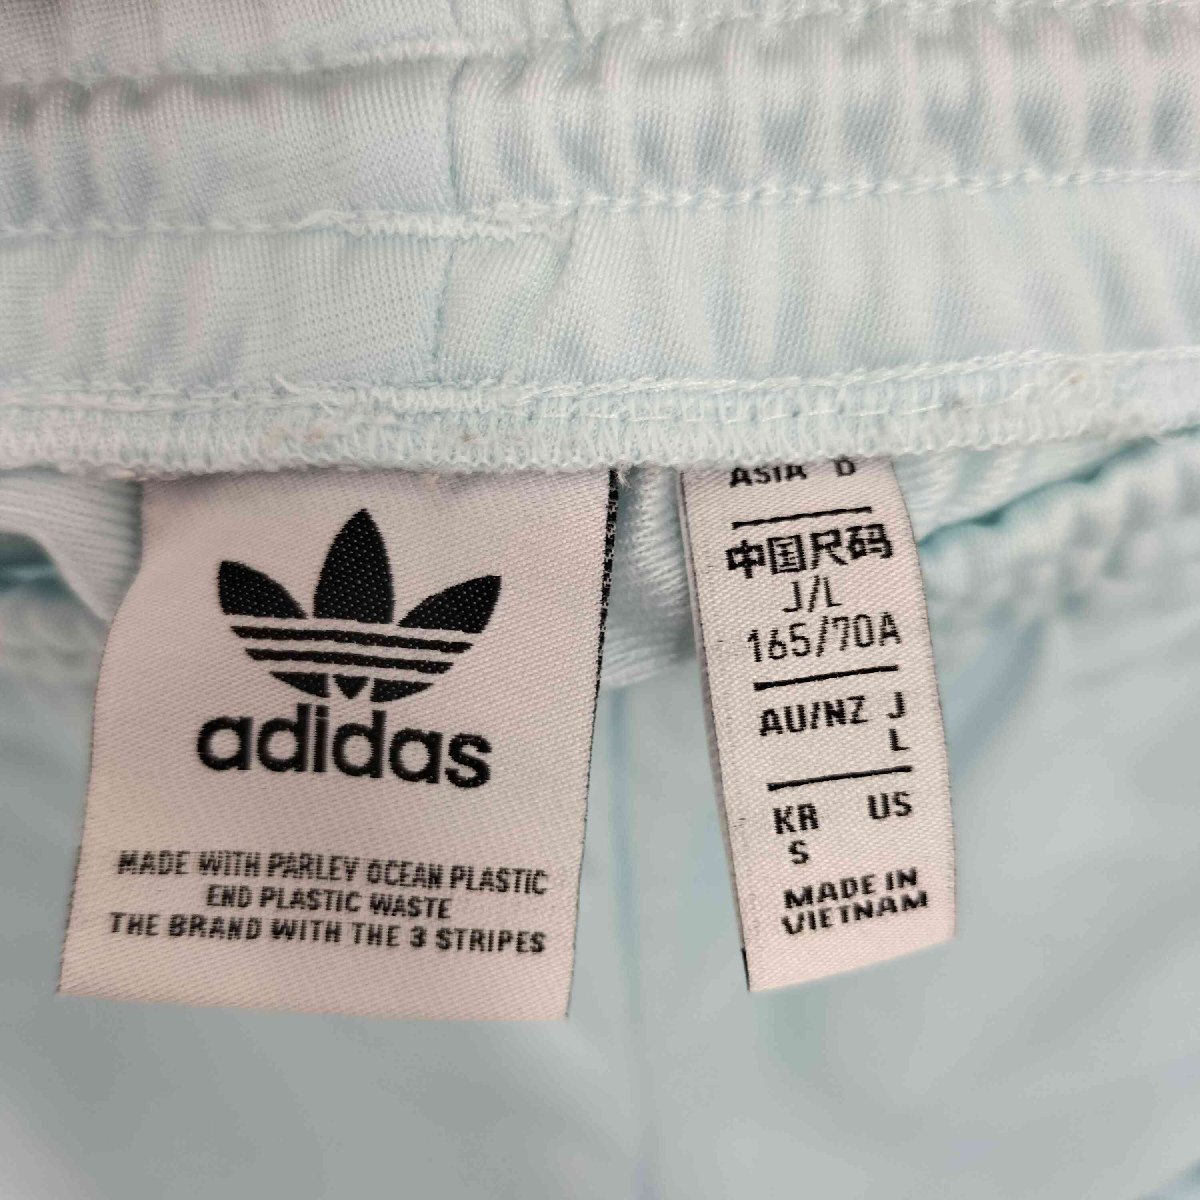 adidas
MADE WITH PARLEY OCEAN PLASTIC
END PLASTIC WASTE
THE BRAND WITH THE 3 STRIPES
ASIA
中国尺码
J/L
165/70A
AU/NZ J
L
KR US
S
MADE IN
VIETNAM